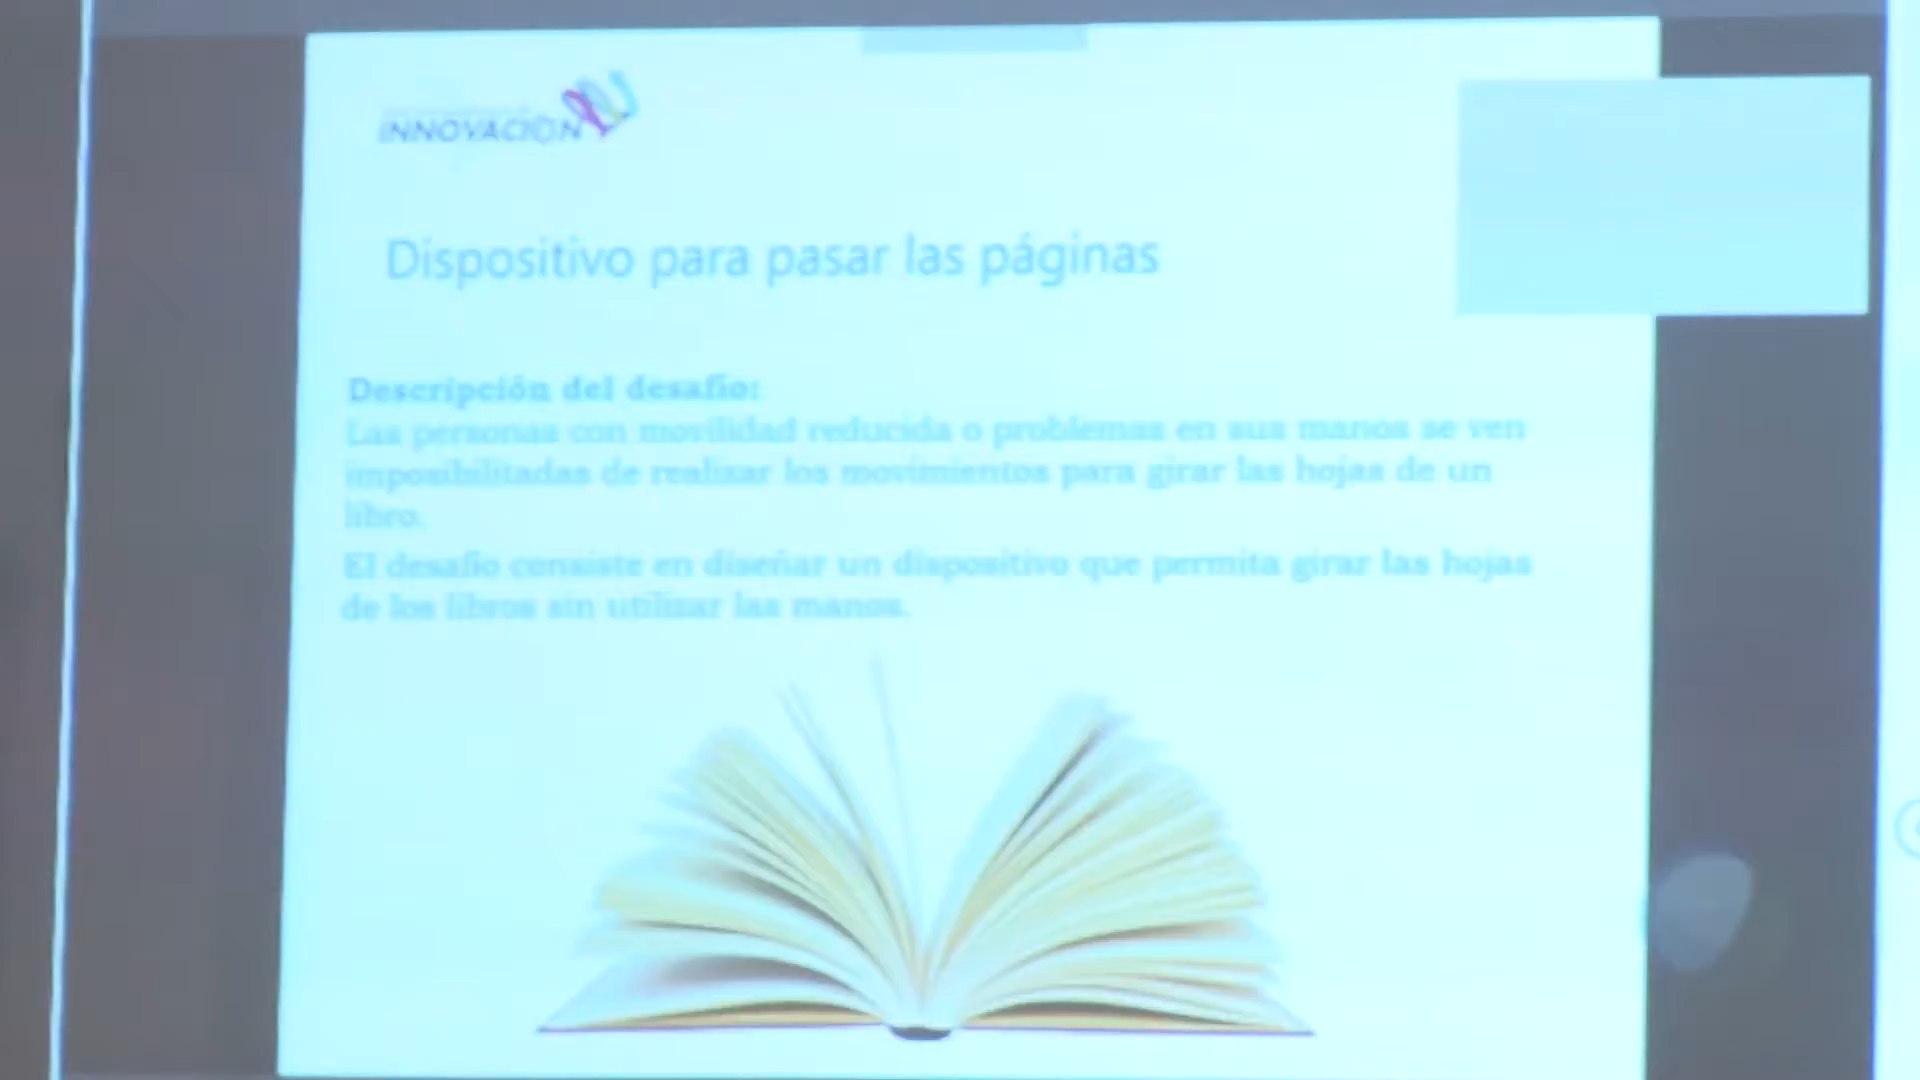 INNOVACIÓN
Dispositivo para pasar las páginas
Descripción del desafío:
Las personas con movilidad reducida o problemas en sus manos se ven
imposibilitadas de realizar los movimientos para girar las hojas de un
libro.
El desafío consiste en diseñar un dispositivo que permita girar las hojas
de los libros sin utilizar las manos.